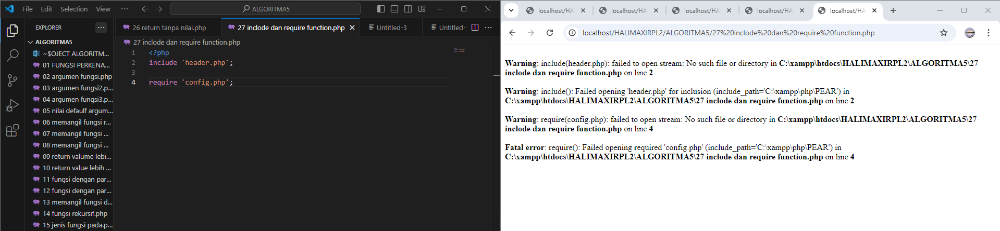 File Edit Selection View ··· ALGORITMA5
EXPLORER ···
ALGORITMA5
~$OJECT ALGORITM...
01 FUNGSI PERKENA...
02 argumen fungsi.php
03 argumen fungsi2.p...
04 argumen fungsi3.p...
05 nilai defaulf argum...
06 memangil fungsi r...
07 memangil fungsi ...
08 memangil fungsi ...
09 return valume lebi...
10 return value lebih ...
11 fungsi dengan par...
12 fungsi dengan par...
13 memangil fungsi d...
14 fungsi rekursif.php
15 jenis fungsi pada.p...
26 return tanpa nilai.php 27 inclode dan require function.php Untitled-3 Untitled- ···
27 inclode dan require function.php
1 <?php
2 include 'header.php';
3
4 require 'config.php';
localhost/HA localhost/HA localhost/HA localhost/HA localhost/HA
localhost/HALIMAXIRPL2/ALGORITMA5/27%20inclode%20dan%20require%20function.php
Warning: include(header.php): failed to open stream: No such file or directory in C:\xampp\htdocs\HALIMAXIRPL2\ALGORITMA5\27
inclode dan require function.php on line 2
Warning: include(): Failed opening 'header.php' for inclusion (include_path='C:\xampp\php\PEAR') in
C:\xampp\htdocs\HALIMAXIRPL2\ALGORITMA5\27 inclode dan require function.php on line 2
Warning: require(config.php): failed to open stream: No such file or directory in C:\xampp\htdocs\HALIMAXIRPL2\ALGORITMA5\27
inclode dan require function.php on line 4
Fatal error: require(): Failed opening required 'config.php' (include_path='C:\xampp\php\PEAR') in
C:\xampp\htdocs\HALIMAXIRPL2\ALGORITMA5\27 inclode dan require function.php on line 4